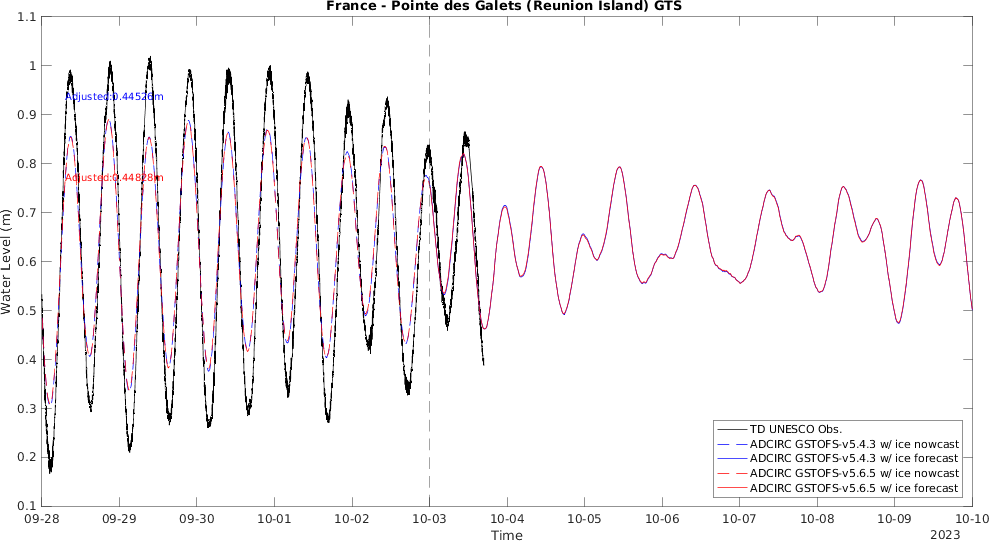 France - Pointe des Galets (Reunion Island) GTS
1.1
1
0.9
0.8
0.7
0.6
0.5
0.4
0.3
0.2
0.1
Water Level (m)
Adjusted:0.44526m
Adjusted:0.44828m
TD UNESCO Obs.
ADCIRC GSTOFS-v5.4.3 w/ ice nowcast
ADCIRC GSTOFS-v5.4.3 w/ ice forecast
ADCIRC GSTOFS-v5.6.5 w/ ice nowcast
ADCIRC GSTOFS-v5.6.5 w/ ice forecast
09-28 09-29 09-30 10-01 10-02 10-03 10-04 10-05 10-06 10-07 10-08 10-09 10-10
Time
2023